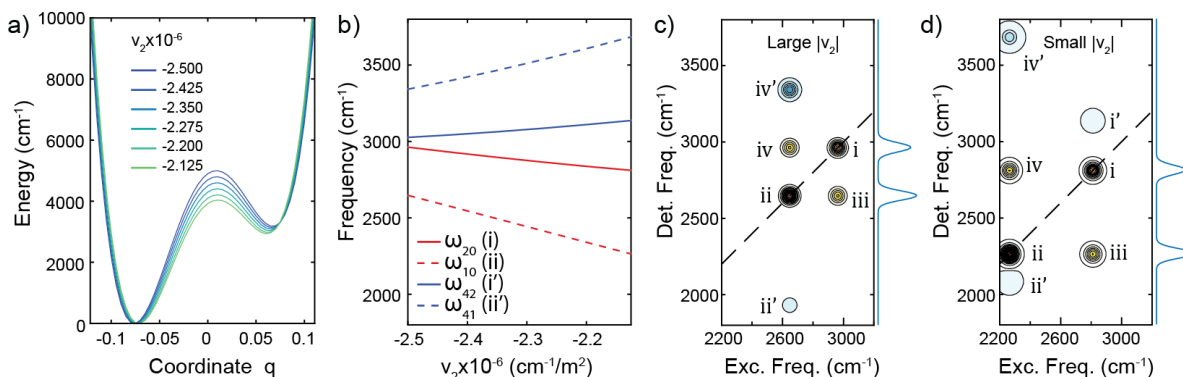 a)
v₂x10⁻⁶
-2.500
-2.425
-2.350
-2.275
-2.200
-2.125
Energy (cm⁻¹)
10000
8000
6000
4000
2000
0
-0.1
-0.05
0
0.05
0.1
Coordinate q
b)
Frequency (cm⁻¹)
3500
3000
2500
2000
ω₂₀ (i)
ω₁₀ (ii)
ω₄₂ (i')
ω₄₁ (ii')
-2.5
-2.4
-2.3
-2.2
v₂x10⁻⁶ (cm⁻¹/m²)
c)
Large |v₂|
Det. Freq. (cm⁻¹)
3500
3000
2500
2000
iv'
iv
i
ii
iii
ii'
2200
2600
3000
Exc. Freq. (cm⁻¹)
d)
Small |v₂|
Det. Freq. (cm⁻¹)
3500
3000
2500
2000
iv'
i'
iv
i
ii
iii
ii'
2200
2600
3000
Exc. Freq. (cm⁻¹)